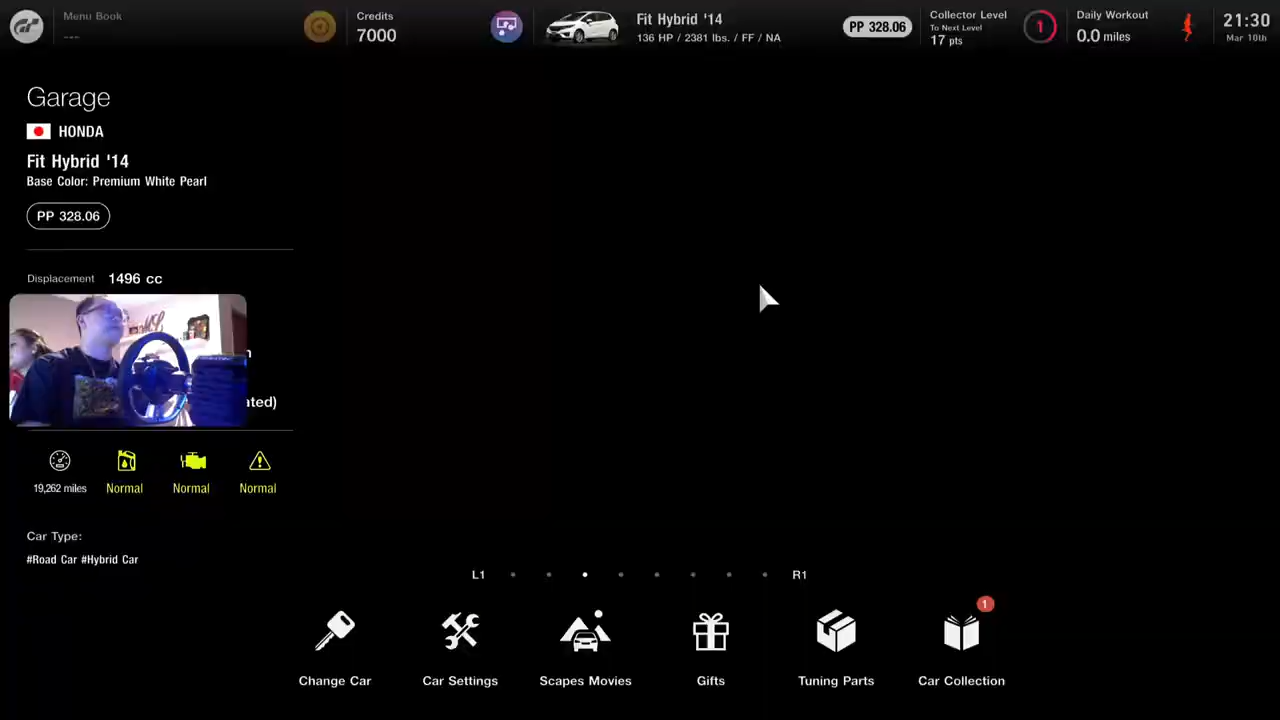 Menu Book
---
Credits
7000
Fit Hybrid '14
136 HP / 2381 lbs. / FF / NA
PP 328.06
Collector Level
To Next Level
17 pts
1
Daily Workout
0.0 miles
21:30
Mar 10th
Garage
HONDA
Fit Hybrid '14
Base Color: Premium White Pearl
PP 328.06
Displacement 1496 cc
19,262 miles
Normal
Normal
Normal
Car Type:
#Road Car #Hybrid Car
L1
R1
1
Change Car
Car Settings
Scapes Movies
Gifts
Tuning Parts
Car Collection